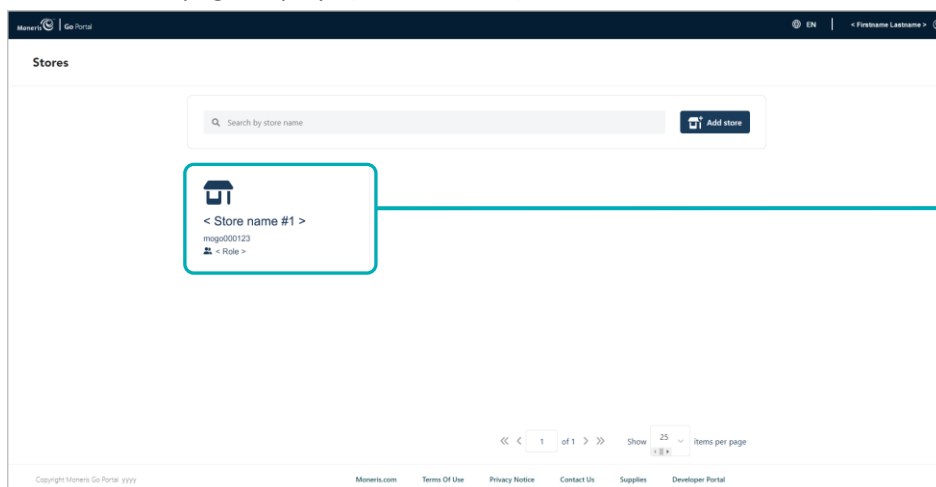 Moneris Go Portal
EN
< Firstname Lastname >
Stores
Search by store name
Add store
< Store name #1 >
mogo000123
< Role >
1 of 1
Show 25 items per page
Copyright Moneris Go Portal yyyy
Moneris.com Terms Of Use Privacy Notice Contact Us Supplies Developer Portal